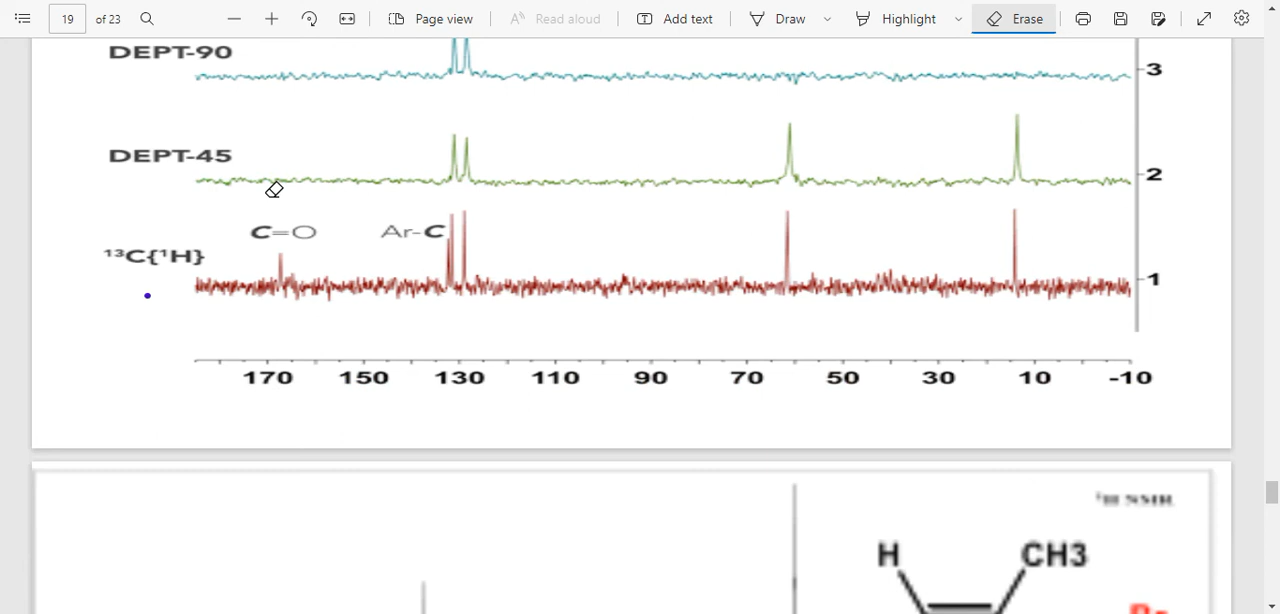 19 of 23 Page view Read aloud Add text Draw Highlight Erase
DEPT-90
3
DEPT-45
2
C=O Ar-C
¹³C{¹H}
1
170 150 130 110 90 70 50 30 10 -10
H CH3